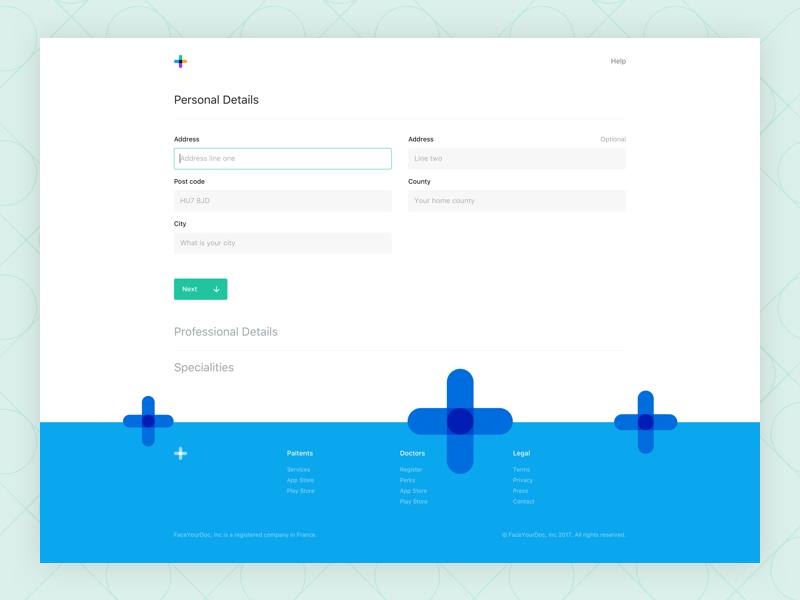 Help
Personal Details
Address
Address Optional
Address line one
Line two
Post code
County
HU7 8JD
Your home county
City
What is your city
Next
Professional Details
Specialities
Paitents
Doctors
Legal
Services
Register
Terms
App Store
Perks
Privacy
Play Store
App Store
Press
Play Store
Contact
FaceYourDoc, Inc is a registered company in France.
© FaceYourDoc, Inc 2017. All rights reserved.